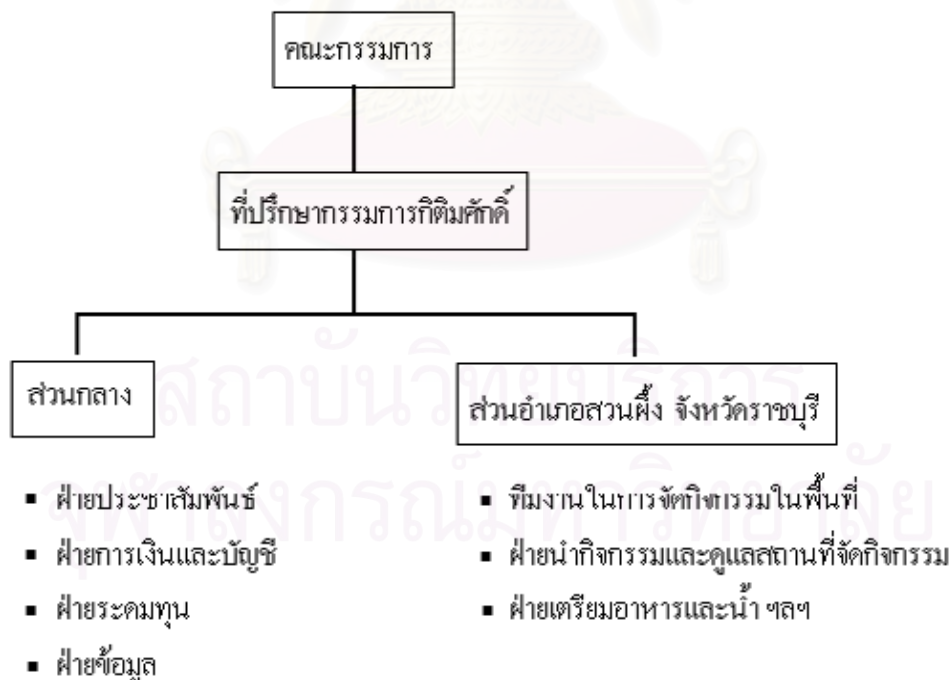 คณะกรรมการ
ที่ปรึกษากรรมการกิติมศักดิ์
ส่วนกลาง
ส่วนอำเภอสวนผึ้ง จังหวัดราชบุรี
▪ ฝ่ายประชาสัมพันธ์
▪ ฝ่ายการเงินและบัญชี
▪ ฝ่ายระดมทุน
▪ ฝ่ายข้อมูล
▪ ทีมงานในการจัดกิจกรรมในพื้นที่
▪ ฝ่ายนำกิจกรรมและดูแลสถานที่จัดกิจกรรม
▪ ฝ่ายเตรียมอาหารและน้ำ ฯลฯ
สถาบันวิทยบริการ
จุฬาลงกรณ์มหาวิทยาลัย